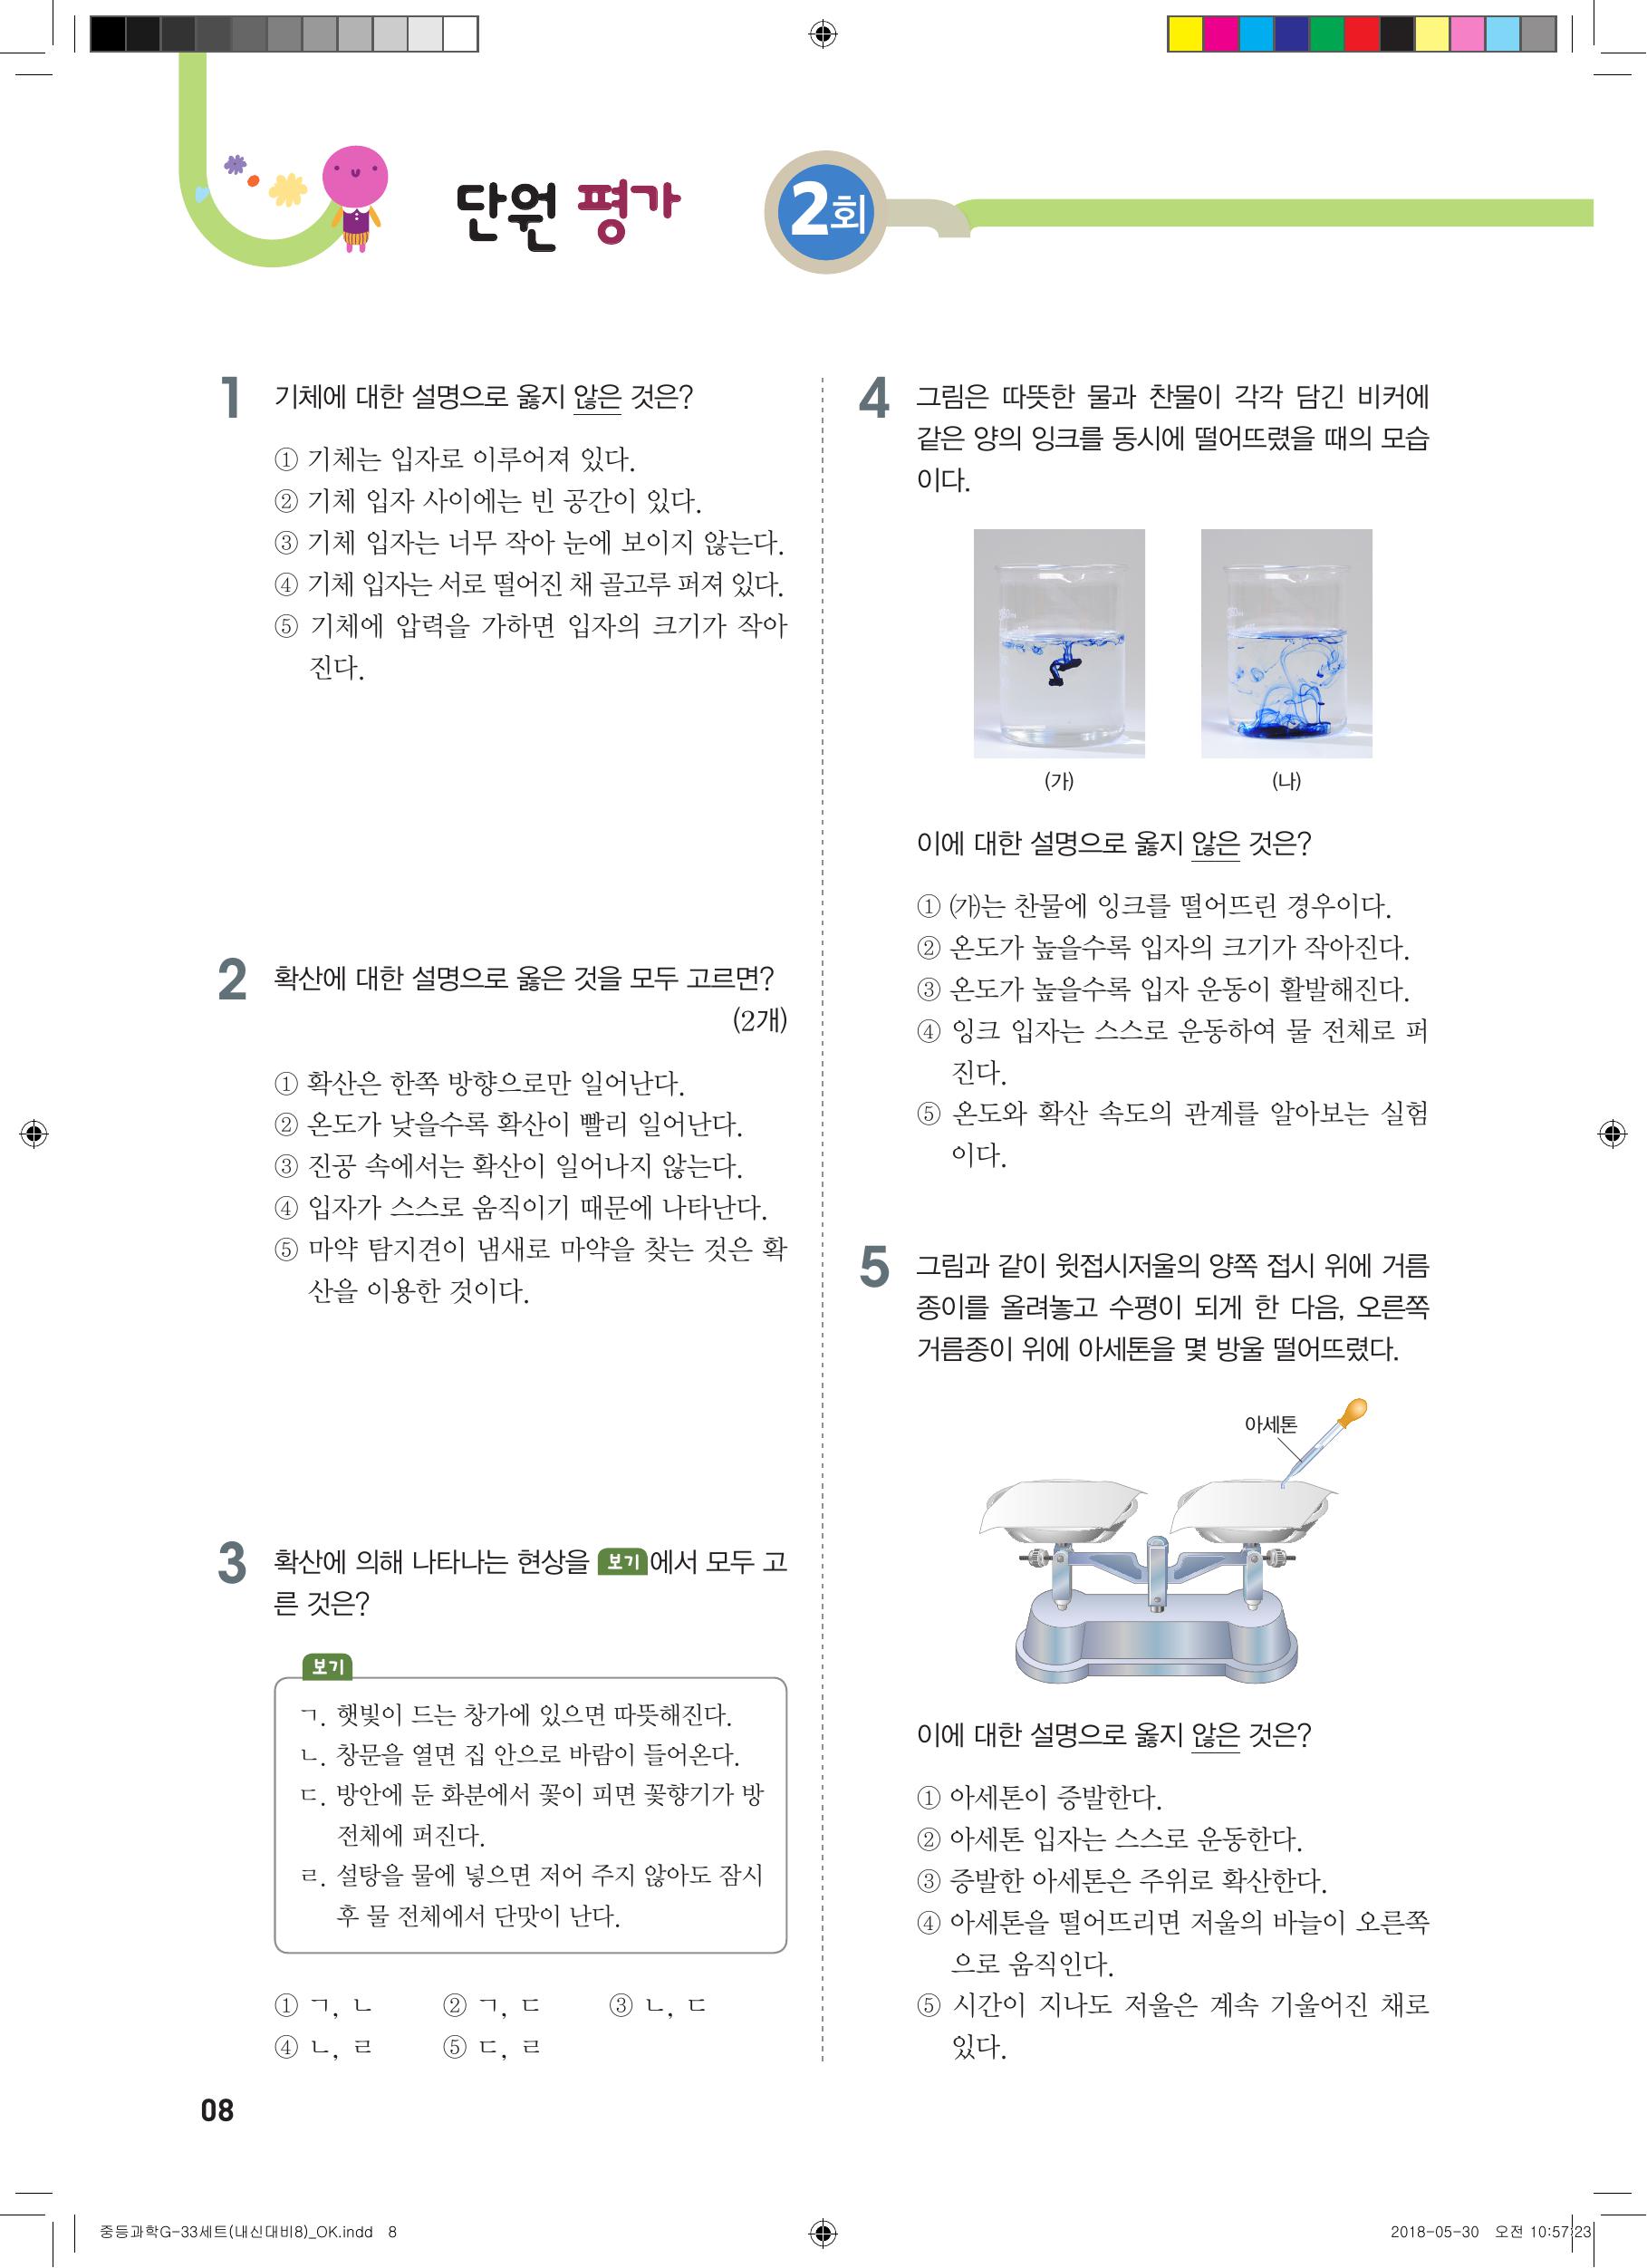 단원 평가 2회
1 기체에 대한 설명으로 옳지 않은 것은?
① 기체는 입자로 이루어져 있다.
② 기체 입자 사이에는 빈 공간이 있다.
③ 기체 입자는 너무 작아 눈에 보이지 않는다.
④ 기체 입자는 서로 떨어진 채 골고루 퍼져 있다.
⑤ 기체에 압력을 가하면 입자의 크기가 작아
진다.
2 확산에 대한 설명으로 옳은 것을 모두 고르면?
(2개)
① 확산은 한쪽 방향으로만 일어난다.
② 온도가 낮을수록 확산이 빨리 일어난다.
③ 진공 속에서는 확산이 일어나지 않는다.
④ 입자가 스스로 움직이기 때문에 나타난다.
⑤ 마약 탐지견이 냄새로 마약을 찾는 것은 확
산을 이용한 것이다.
3 확산에 의해 나타나는 현상을 보기에서 모두 고
른 것은?
보기
ㄱ. 햇빛이 드는 창가에 있으면 따뜻해진다.
ㄴ. 창문을 열면 집 안으로 바람이 들어온다.
ㄷ. 방안에 둔 화분에서 꽃이 피면 꽃향기가 방
전체에 퍼진다.
ㄹ. 설탕을 물에 넣으면 저어 주지 않아도 잠시
후 물 전체에서 단맛이 난다.
① ㄱ, ㄴ ② ㄱ, ㄷ ③ ㄴ, ㄷ
④ ㄴ, ㄹ ⑤ ㄷ, ㄹ
4 그림은 따뜻한 물과 찬물이 각각 담긴 비커에
같은 양의 잉크를 동시에 떨어뜨렸을 때의 모습
이다.
(가) (나)
이에 대한 설명으로 옳지 않은 것은?
① ㈎는 찬물에 잉크를 떨어뜨린 경우이다.
② 온도가 높을수록 입자의 크기가 작아진다.
③ 온도가 높을수록 입자 운동이 활발해진다.
④ 잉크 입자는 스스로 운동하여 물 전체로 퍼
진다.
⑤ 온도와 확산 속도의 관계를 알아보는 실험
이다.
5 그림과 같이 윗접시저울의 양쪽 접시 위에 거름
종이를 올려놓고 수평이 되게 한 다음, 오른쪽
거름종이 위에 아세톤을 몇 방울 떨어뜨렸다.
아세톤
이에 대한 설명으로 옳지 않은 것은?
① 아세톤이 증발한다.
② 아세톤 입자는 스스로 운동한다.
③ 증발한 아세톤은 주위로 확산한다.
④ 아세톤을 떨어뜨리면 저울의 바늘이 오른쪽
으로 움직인다.
⑤ 시간이 지나도 저울은 계속 기울어진 채로
있다.
08
중등과학G-33세트(내신대비8)_OK.indd 8
2018-05-30 오전 10:57:23